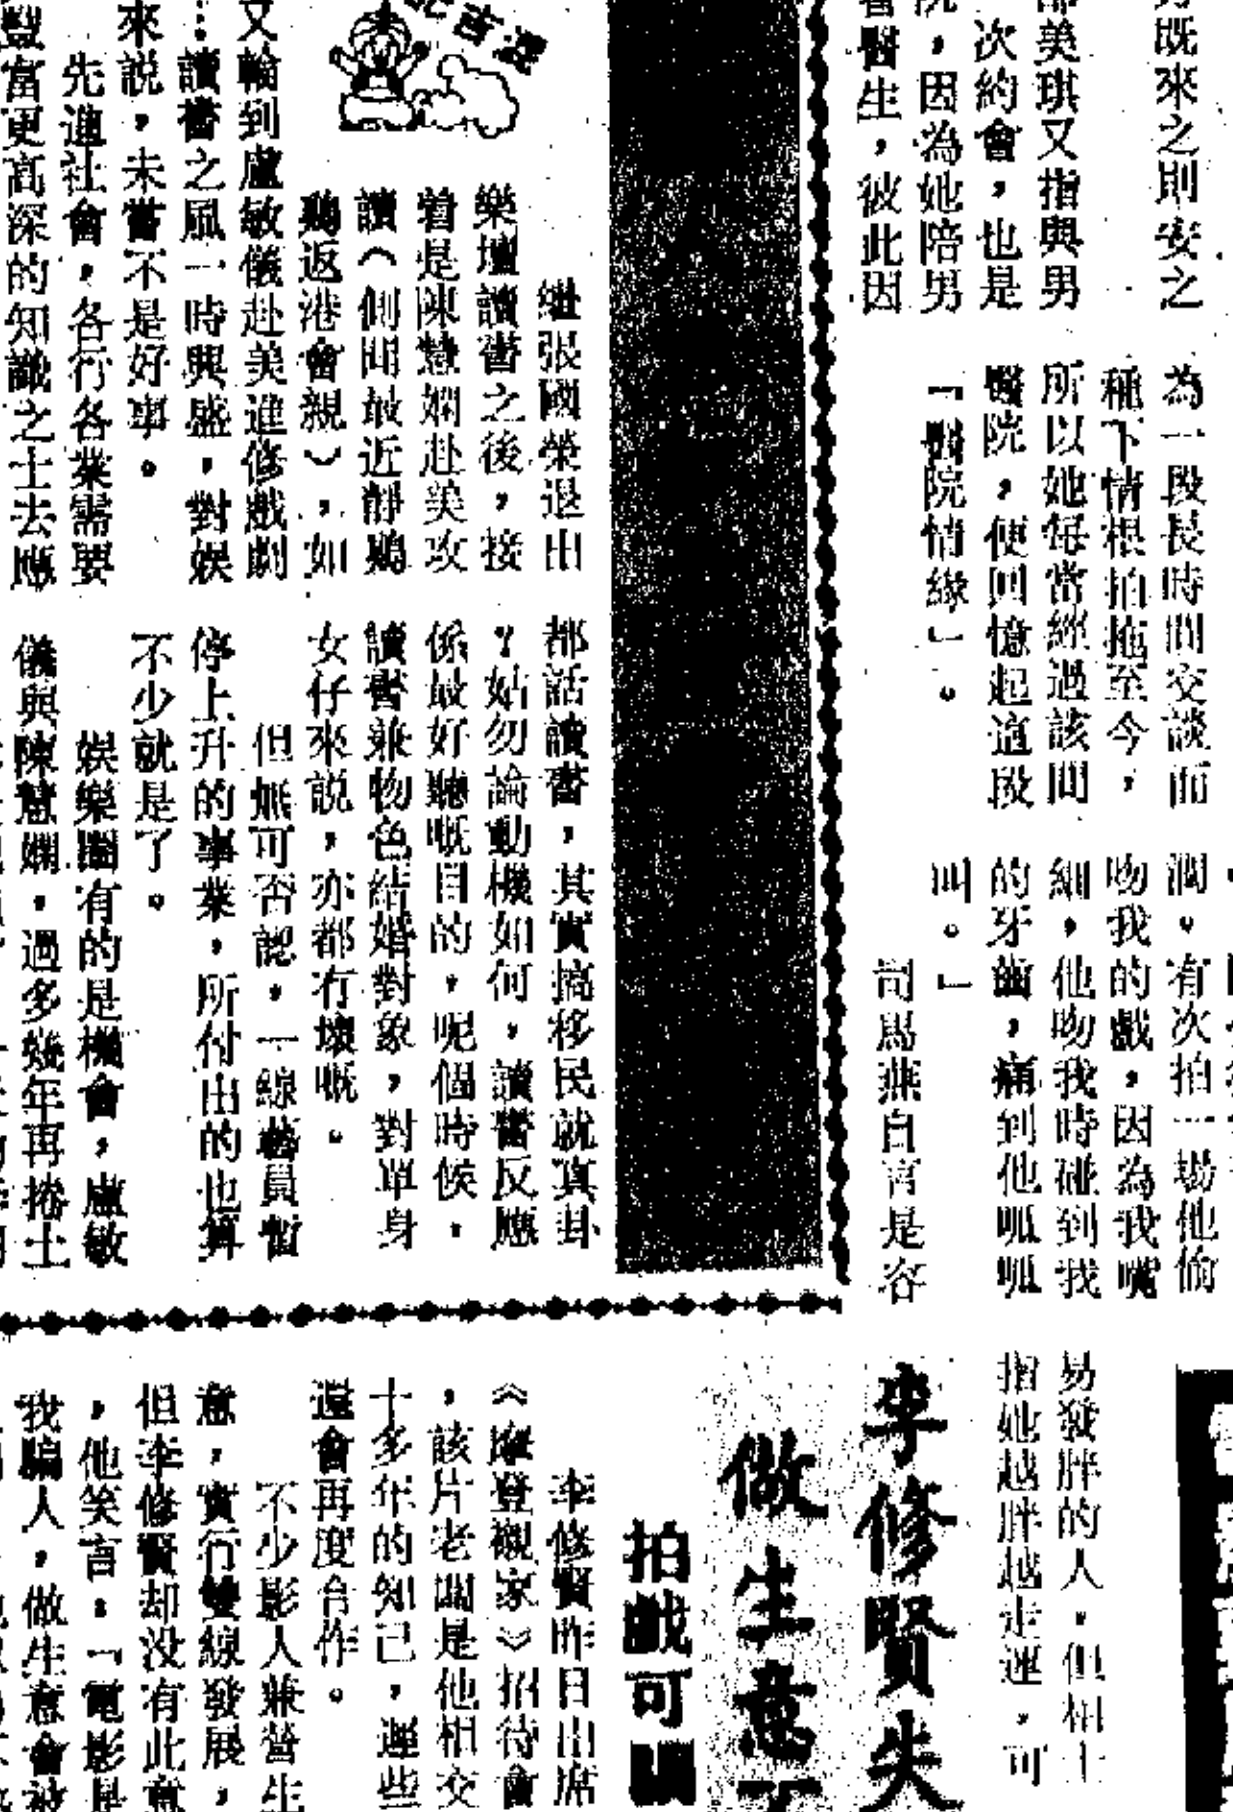 好既來之則安之
美琪又指與男
次約會，也是
院，因為她陪男
醫生，彼此因
為一段長時間交談而
種下情根拍拖至今，
所以她每當經過該間
醫院，便回憶起這段
「醫院情緣」。
潤。有次拍一場他偷
吻我的戲，因為我嘴
細，他吻我時碰到我
的牙齒，痛到他呱呱
叫。」
司馬燕自言是容
易發胖的人，但相士
指她越胖越走運，可
繼張國榮退出
樂壇讀書之後，接
着是陳慧嫻赴美攻
讀（側聞最近靜雞
雞返港會親），如
又輪到盧敏儀赴美進修戲劇
…讀書之風一時興盛，對娛
來說，未嘗不是好事。
先進社會，各行各業需要
豐富更高深的知識之士去應
都話讀書，其實搞移民就真卦
？姑勿論動機如何，讀書反應
係最好聽嘅目的，呢個時候，
讀書兼物色結婚對象，對單身
女仔來説，亦都冇壞嘅。
但無可否認，一線藝員暫
停上升的事業，所付出的也算
不少就是了。
娛樂圈有的是機會，盧敏
儀與陳慧嫻，過多幾年再捲土
李修賢失
做生意
拍戲可
李修賢昨日出席
《摩登襯家》招待會
，該片老闆是他相交
十多年的知己，遲些
還會再度合作。
不少影人兼營生
意，實行雙線發展，
但李修賢却没有此意
，他笑言：「電影是
我騙人，做生意會被